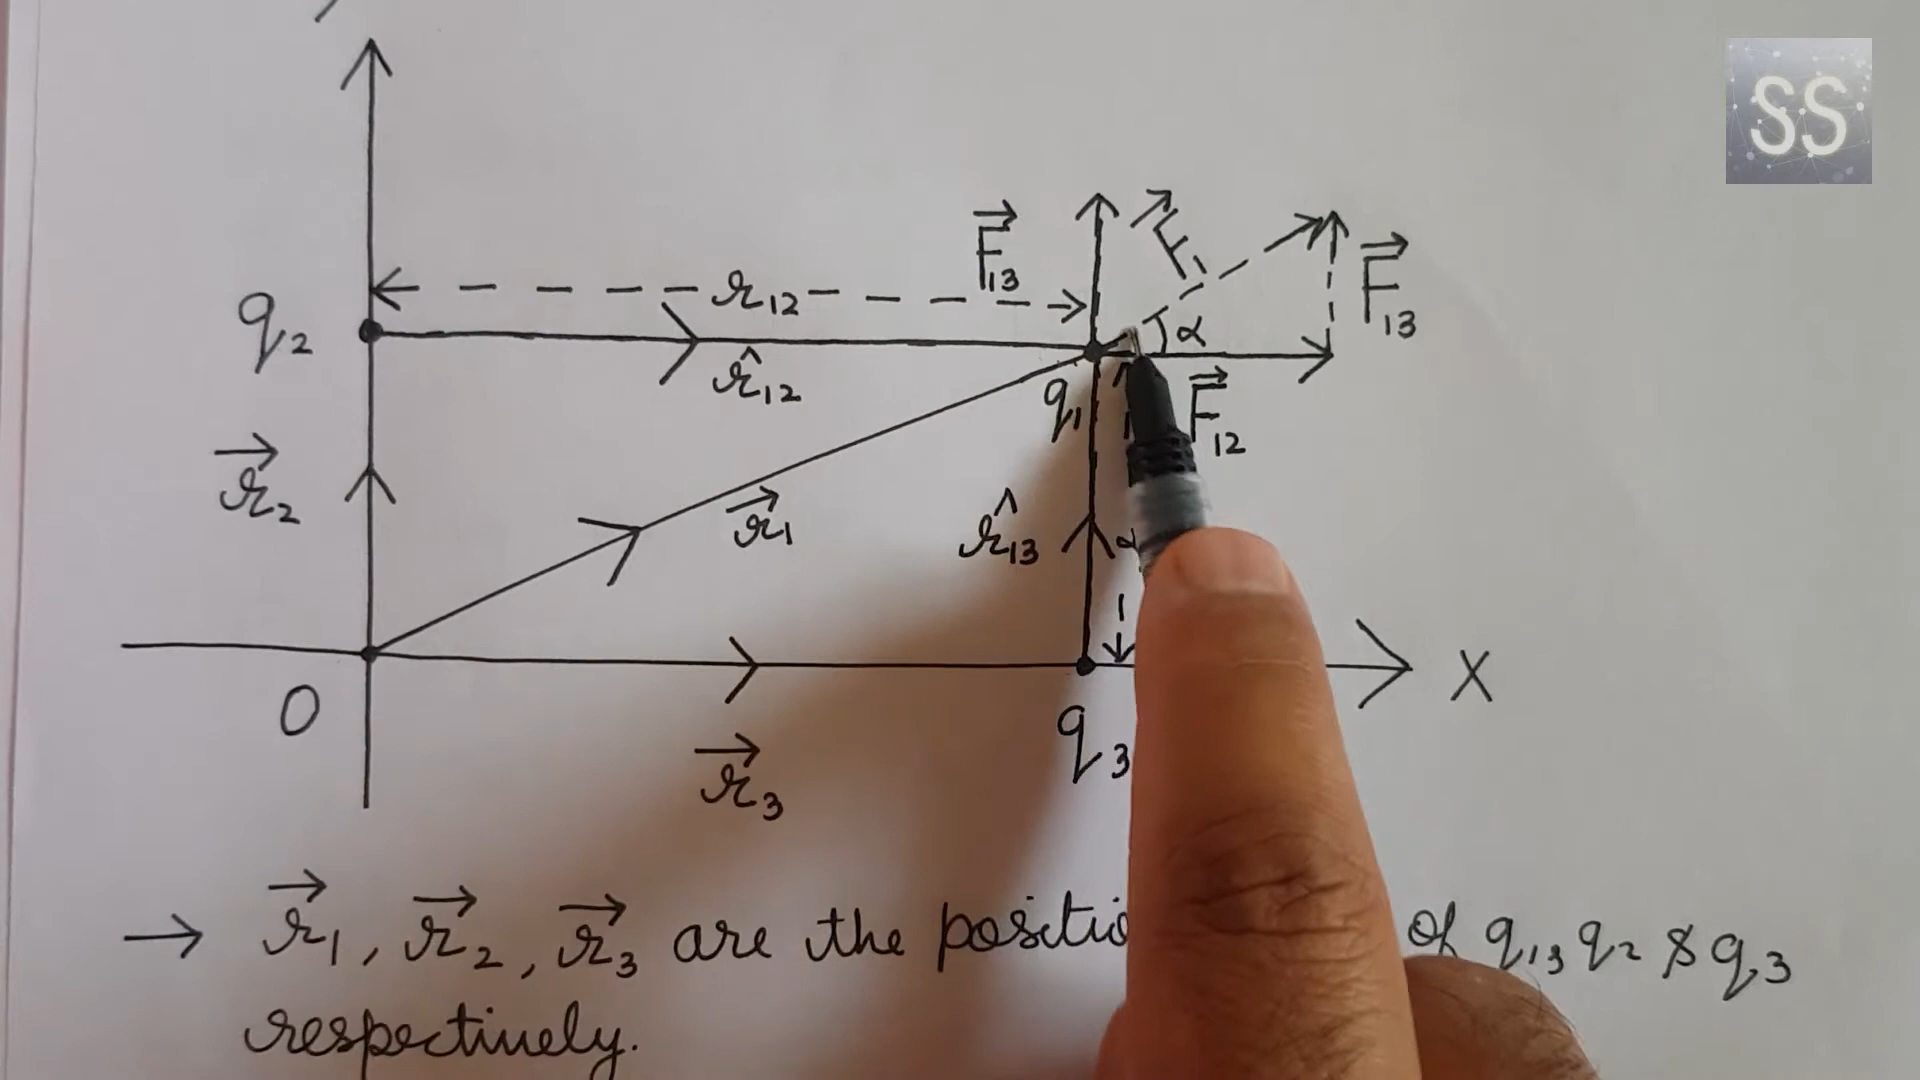 SS
F⃗₁₃
F⃗₁
F⃗₁₃
r₁₂
α
q₂
r̂₁₂
q₁
F⃗₁₂
r⃗₂
r⃗₁
r̂₁₃
O
X
q₃
r⃗₃
→ r⃗₁, r⃗₂, r⃗₃ are the of q₁, q₂ & q₃
respectively.